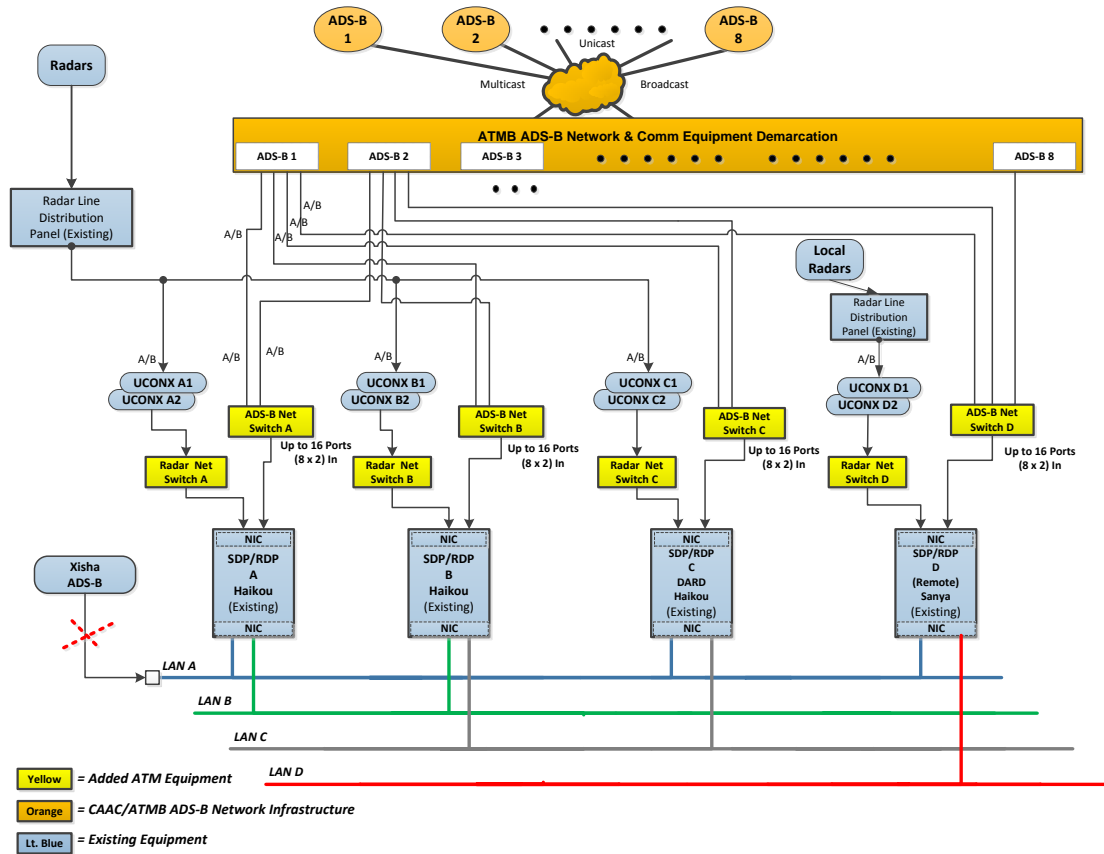 ADS-B
1
ADS-B
2
ADS-B
8
Unicast
Multicast
Broadcast
Radars
ATMB ADS-B Network & Comm Equipment Demarcation
ADS-B 1
ADS-B 2
ADS-B 3
ADS-B 8
Radar Line
Distribution
Panel (Existing)
A/B
A/B
A/B
A/B
Local
Radars
Radar Line
Distribution
Panel (Existing)
A/B
A/B
A/B
A/B
A/B
A/B
A/B
UCONX A1
UCONX A2
UCONX B1
UCONX B2
UCONX C1
UCONX C2
UCONX D1
UCONX D2
ADS-B Net
Switch A
ADS-B Net
Switch B
ADS-B Net
Switch C
ADS-B Net
Switch D
Up to 16 Ports
(8 x 2) In
Up to 16 Ports
(8 x 2) In
Up to 16 Ports
(8 x 2) In
Up to 16 Ports
(8 x 2) In
Radar Net
Switch A
Radar Net
Switch B
Radar Net
Switch C
Radar Net
Switch D
NIC
SDP/RDP
A
Haikou
(Existing)
NIC
NIC
SDP/RDP
B
Haikou
(Existing)
NIC
NIC
SDP/RDP
C
DARD
Haikou
(Existing)
NIC
NIC
SDP/RDP
D
(Remote)
Sanya
(Existing)
NIC
Xisha
ADS-B
LAN A
LAN B
LAN C
LAN D
Yellow = Added ATM Equipment
Orange = CAAC/ATMB ADS-B Network Infrastructure
Lt. Blue = Existing Equipment